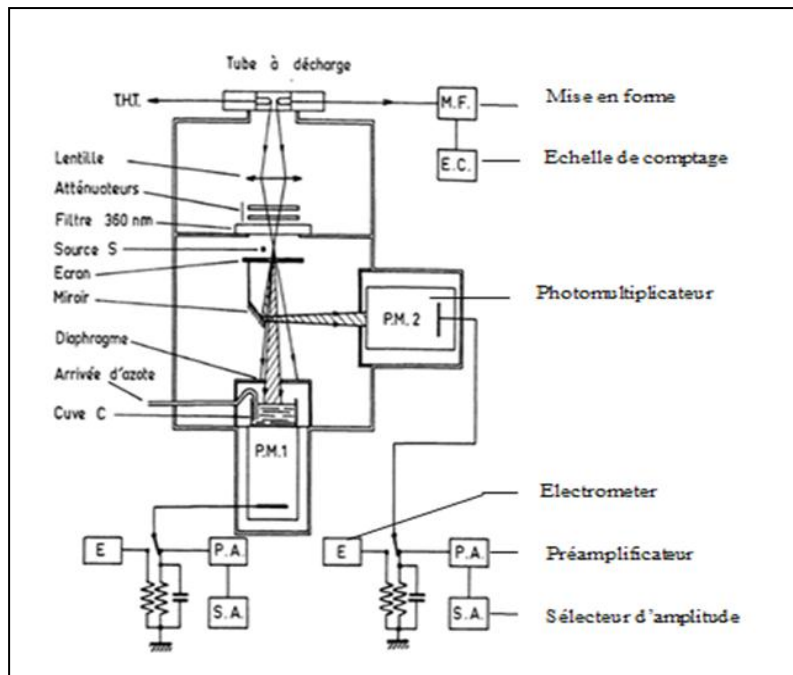 Tube à décharge
T.H.T.
M.F.
Mise en forme
E.C.
Echelle de comptage
Lentille
Atténuateurs
Filtre 360 nm
Source S
Ecran
Miroir
Photomultiplicateur
P.M. 2
Diaphragme
Arrivée d'azote
Cuve C
P.M.1
Electrometer
E
P.A.
E
P.A.
Préamplificateur
S.A.
S.A.
Sélecteur d'amplitude